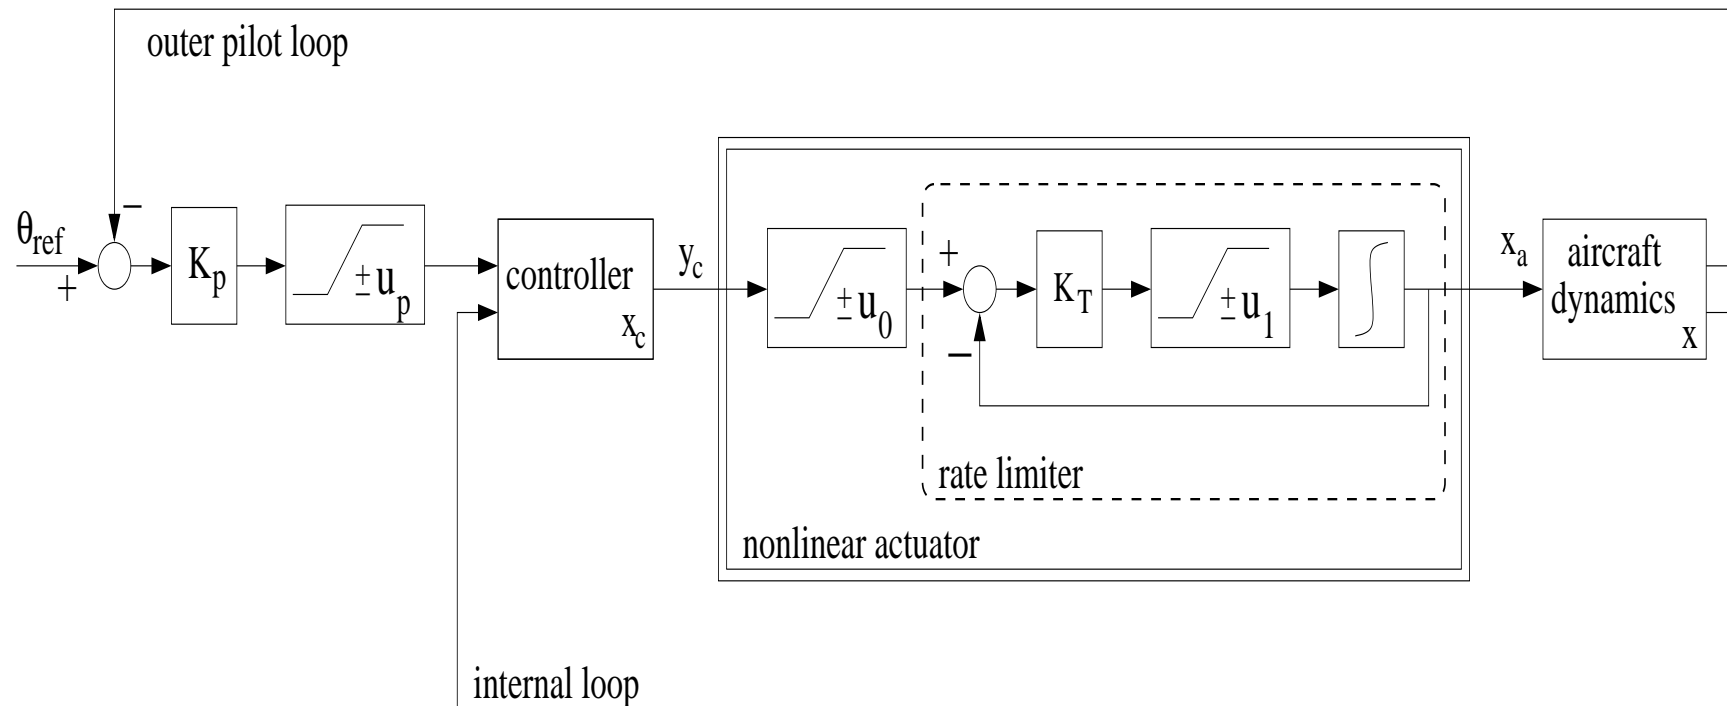 outer pilot loop
−
θref
+
Kp
±up
controller
xc
yc
±u0
+
−
KT
±u1
xa
aircraft
dynamics
x
rate limiter
nonlinear actuator
internal loop